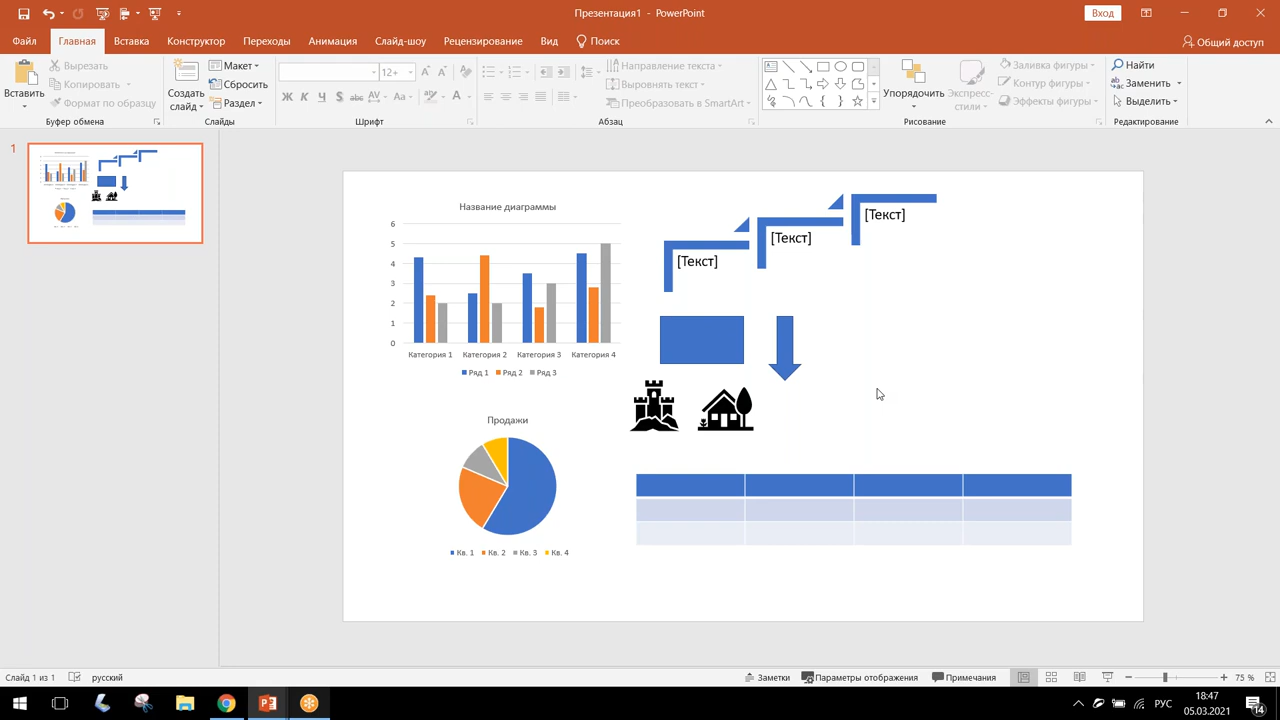 Презентация1 - PowerPoint
Вход
Файл Главная Вставка Конструктор Переходы Анимация Слайд-шоу Рецензирование Вид Поиск Общий доступ
Вставить
Вырезать
Копировать
Формат по образцу
Буфер обмена
Создать слайд
Макет
Сбросить
Раздел
Слайды
12+
Ж К Ч S abc AV Aa А
Шрифт
Направление текста
Выровнять текст
Преобразовать в SmartArt
Абзац
Упорядочить
Экспресс-стили
Заливка фигуры
Контур фигуры
Эффекты фигуры
Рисование
Найти
Заменить
Выделить
Редактирование
1
Название диаграммы
6
5
4
3
2
1
0
Категория 1 Категория 2 Категория 3 Категория 4
Ряд 1 Ряд 2 Ряд 3
[Текст]
[Текст]
[Текст]
Продажи
Кв. 1 Кв. 2 Кв. 3 Кв. 4
Слайд 1 из 1 русский Заметки Параметры отображения Примечания 75 %
РУС
18:47
05.03.2021